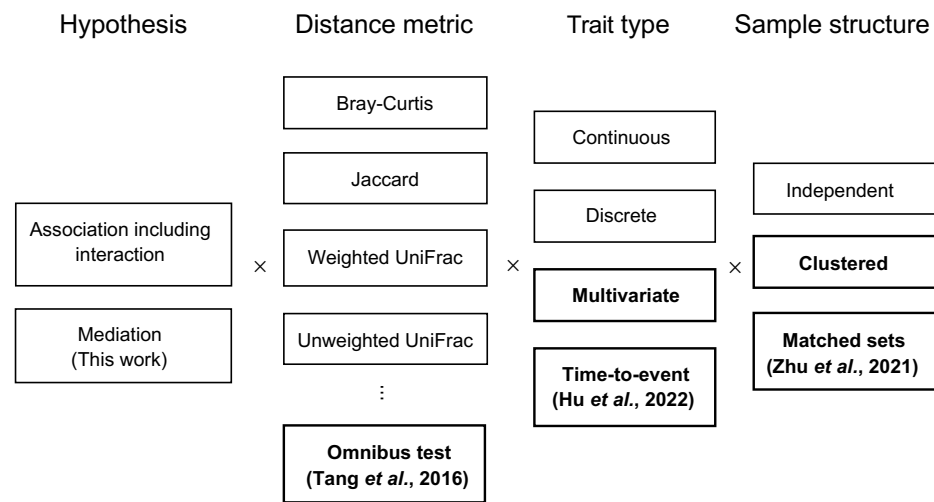 Hypothesis
Distance metric
Trait type
Sample structure
Association including
interaction
Mediation
(This work)
×
Bray-Curtis
Jaccard
Weighted UniFrac
Unweighted UniFrac
⋮
Omnibus test
(Tang et al., 2016)
×
Continuous
Discrete
Multivariate
Time-to-event
(Hu et al., 2022)
×
Independent
Clustered
Matched sets
(Zhu et al., 2021)